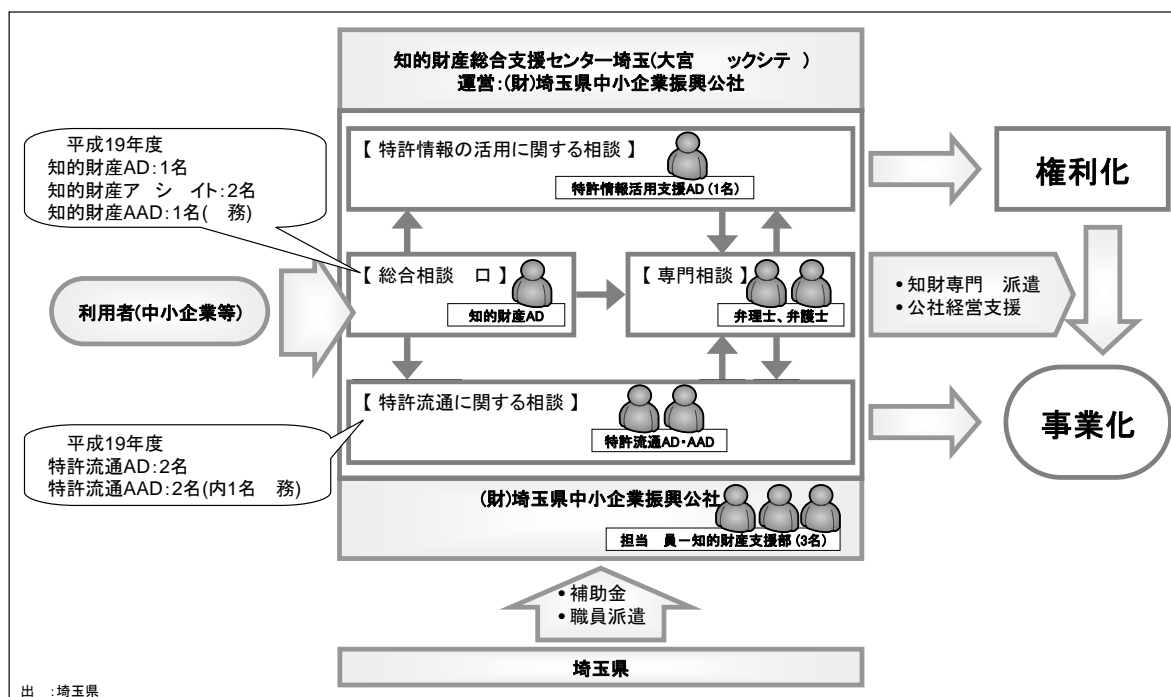 知的財産総合支援センター埼玉(大宮 ックシテ )
運営:(財)埼玉県中小企業振興公社
平成19年度
知的財産AD:1名
知的財産ア シ イト:2名
知的財産AAD:1名( 務)
【 特許情報の活用に関する相談 】
特許情報活用支援AD (1名)
権利化
利用者(中小企業等)
【 総合相談 口 】
知的財産AD
【 専門相談 】
弁理士、弁護士
• 知財専門 派遣
• 公社経営支援
【 特許流通に関する相談 】
特許流通AD・AAD
事業化
平成19年度
特許流通AD:2名
特許流通AAD:2名(内1名 務)
(財)埼玉県中小企業振興公社
担当 員−知的財産支援部 (3名)
• 補助金
• 職員派遣
埼玉県
出 :埼玉県